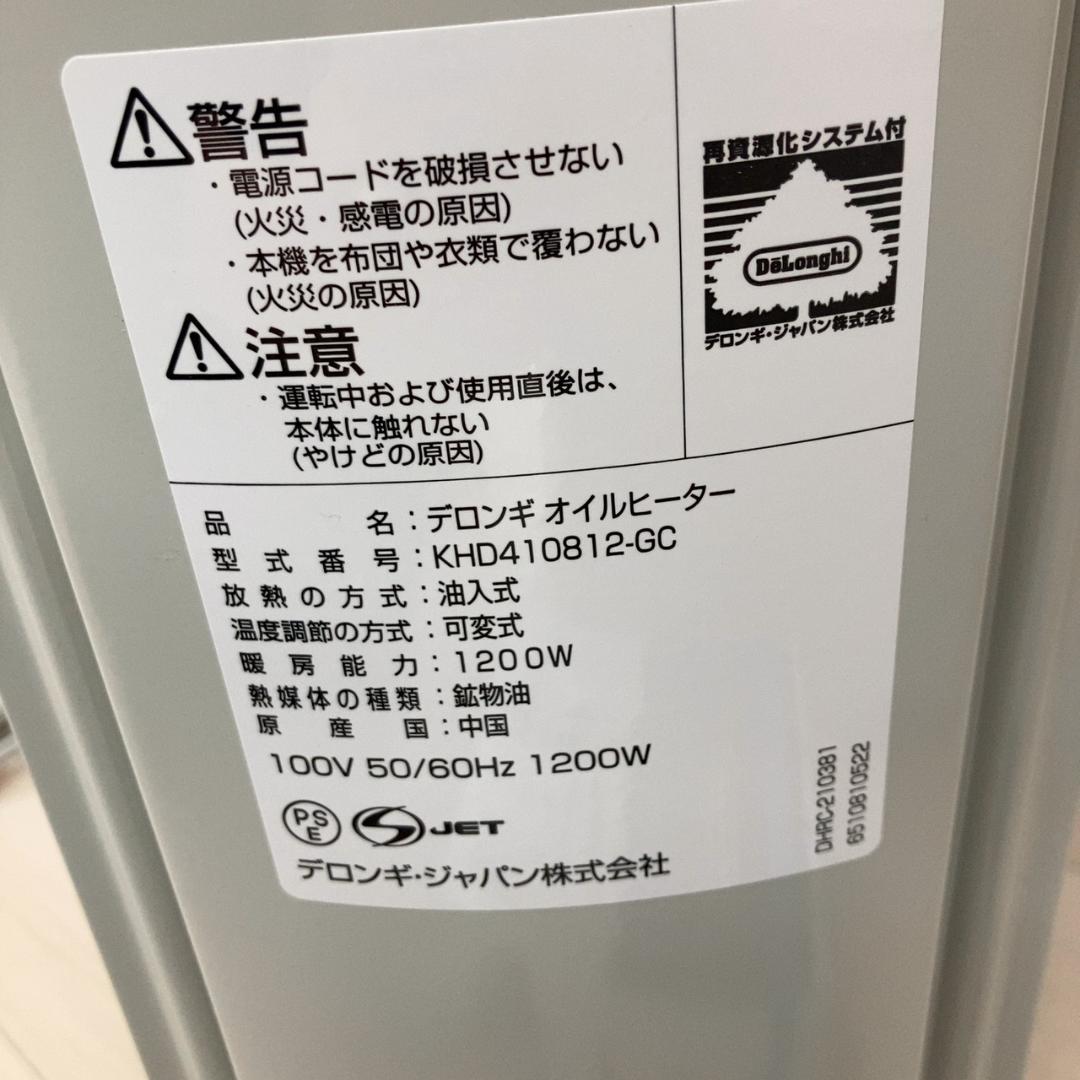 警告
・電源コードを破損させない
(火災・感電の原因)
・本機を布団や衣類で覆わない
(火災の原因)
注意
・運転中および使用直後は、
本体に触れない
(やけどの原因)
再資源化システム付
DēLonghi
デロンギ・ジャパン株式会社
品名:デロンギ オイルヒーター
型式番号:KHD410812-GC
放熱の方式:油入式
温度調節の方式:可変式
暖房能力:1200W
熱媒体の種類:鉱物油
原産国:中国
100V 50/60Hz 1200W
PSE
JET
デロンギ・ジャパン株式会社
DHRC-210381
6510810522